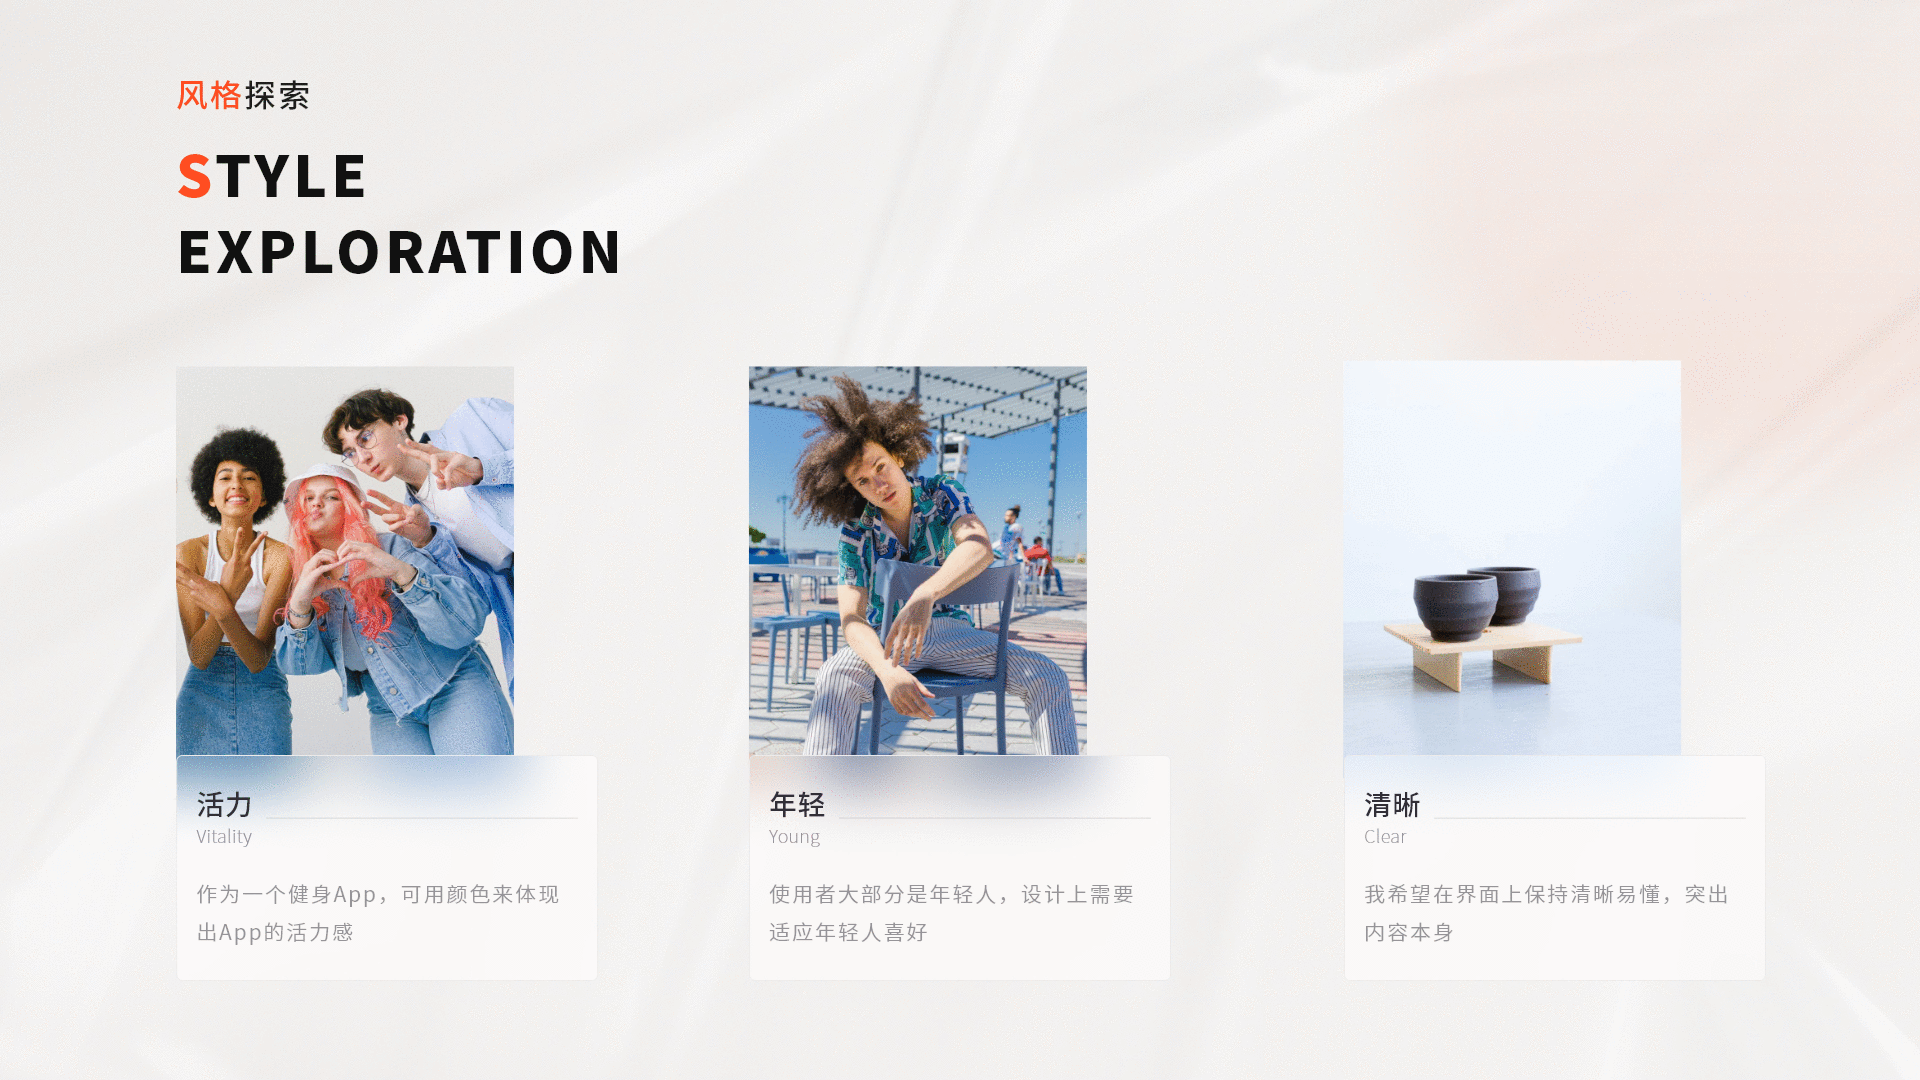 风格探索
STYLE
EXPLORATION
活力
Vitality
作为一个健身App，可用颜色来体现
出App的活力感
年轻
Young
使用者大部分是年轻人，设计上需要
适应年轻人喜好
清晰
Clear
我希望在界面上保持清晰易懂，突出
内容本身